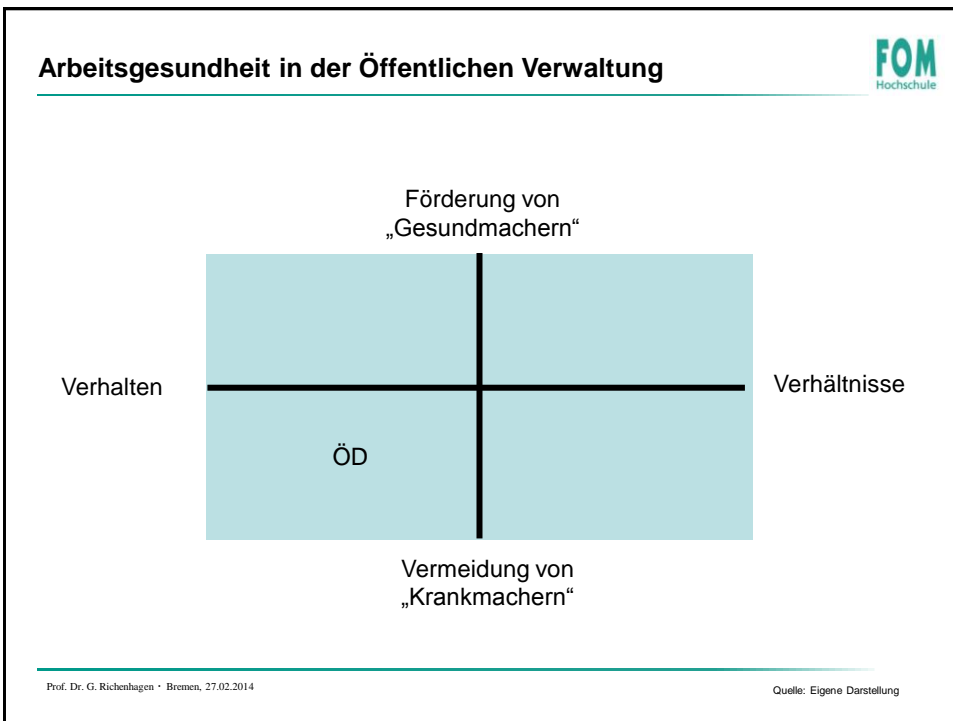 Arbeitsgesundheit in der Öffentlichen Verwaltung
FOM
Hochschule
Förderung von
„Gesundmachern“
Verhalten
Verhältnisse
ÖD
Vermeidung von
„Krankmachern“
Prof. Dr. G. Richenhagen · Bremen, 27.02.2014
Quelle: Eigene Darstellung